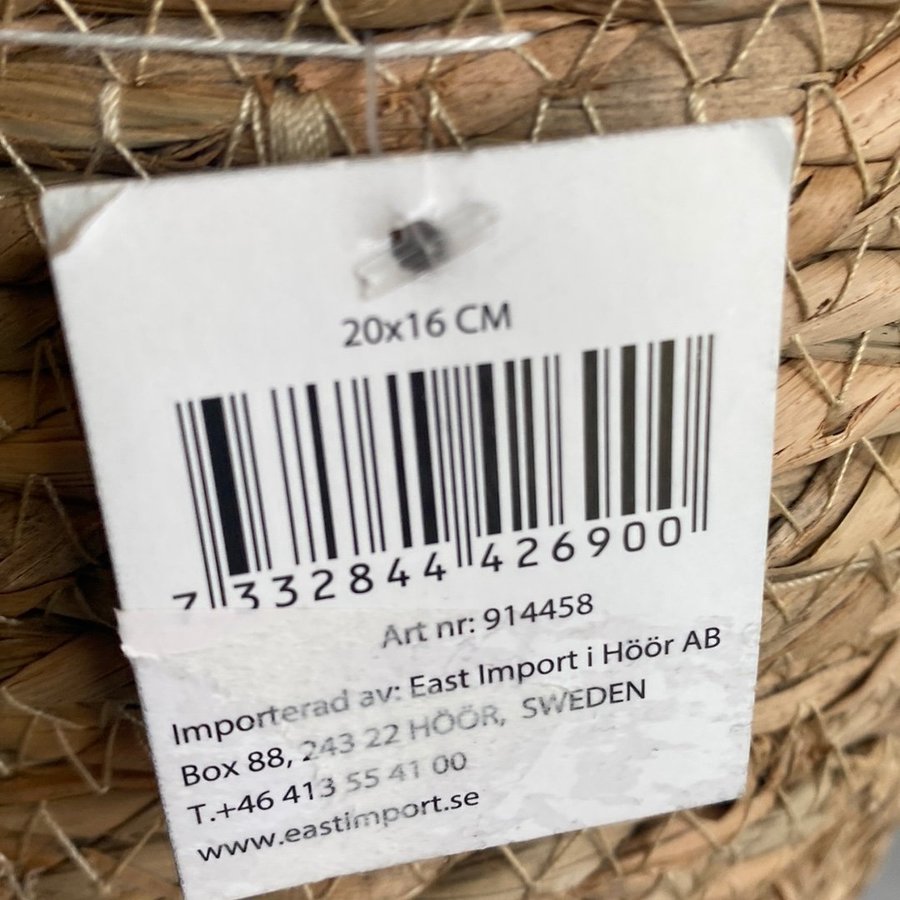 20x16 CM
7 332844 426900
Art nr: 914458
Importerad av: East Import i Höör AB
Box 88, 243 22 HÖÖR, SWEDEN
T.+46 413 55 41 00
www.eastimport.se